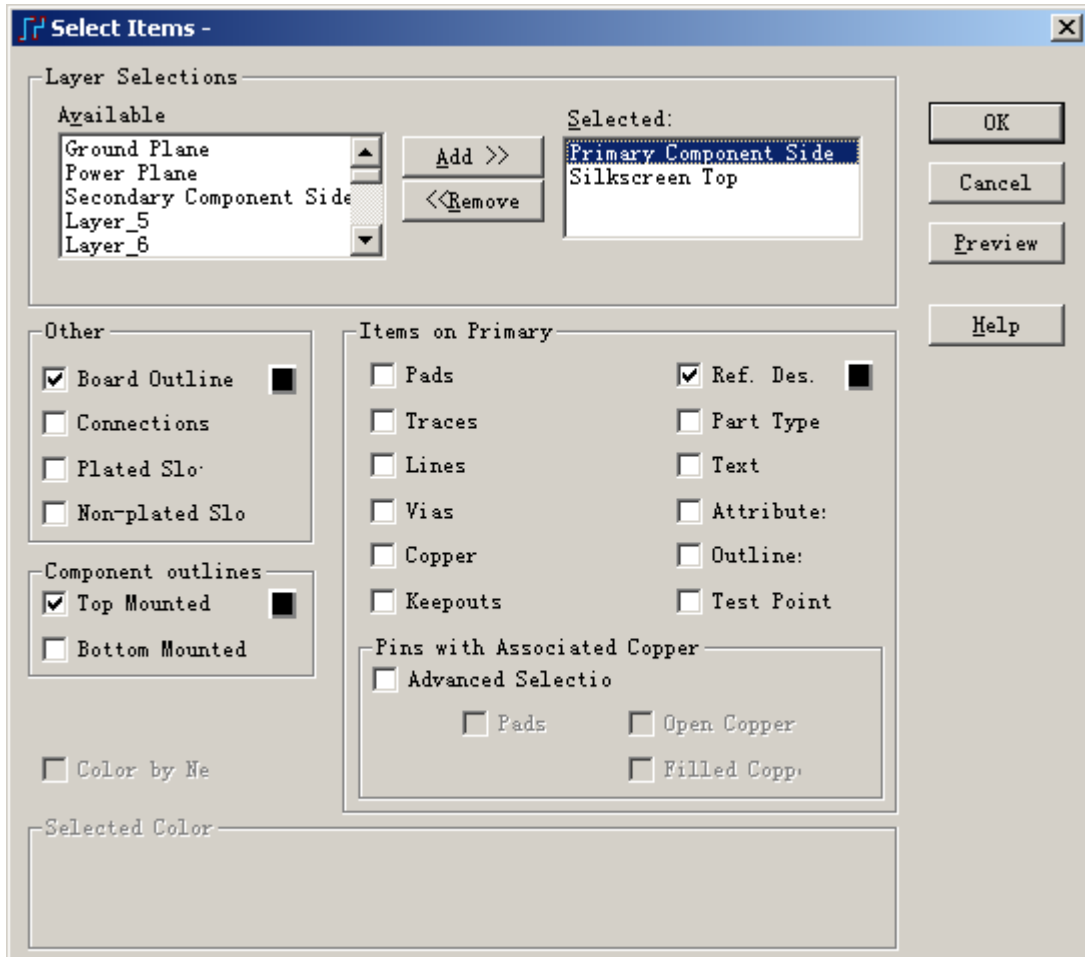 Select Items -
Layer Selections
Available
Ground Plane
Power Plane
Secondary Component Side
Layer_5
Layer_6
Add >>
<<Remove
Selected:
Primary Component Side
Silkscreen Top
OK
Cancel
Preview
Help
Other
Board Outline
Connections
Plated Slo
Non-plated Slo
Component outlines
Top Mounted
Bottom Mounted
Color by Ne
Items on Primary
Pads
Ref. Des.
Traces
Part Type
Lines
Text
Vias
Attribute:
Copper
Outline:
Keepouts
Test Point
Pins with Associated Copper
Advanced Selectio
Pads
Open Copper
Filled Copp
Selected Color